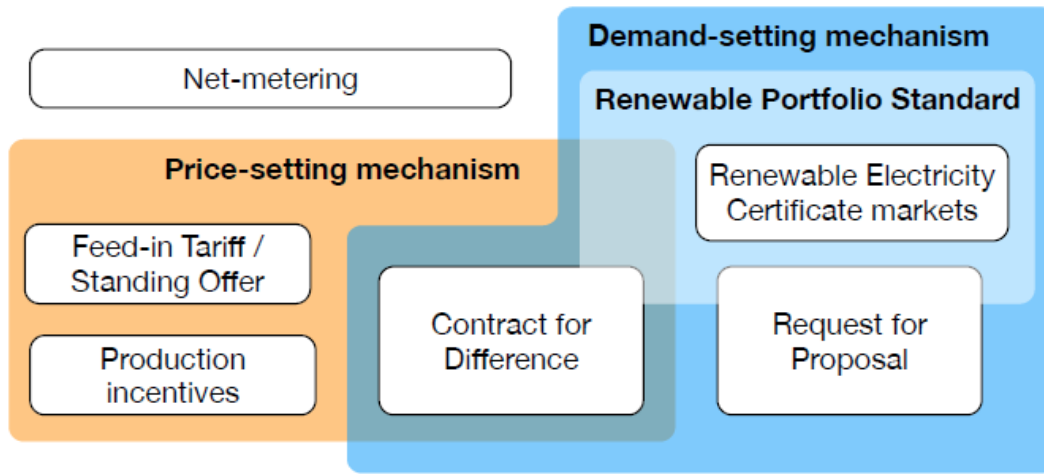 Net-metering
Demand-setting mechanism
Renewable Portfolio Standard
Price-setting mechanism
Renewable Electricity
Certificate markets
Feed-in Tariff /
Standing Offer
Contract for
Difference
Request for
Proposal
Production
incentives